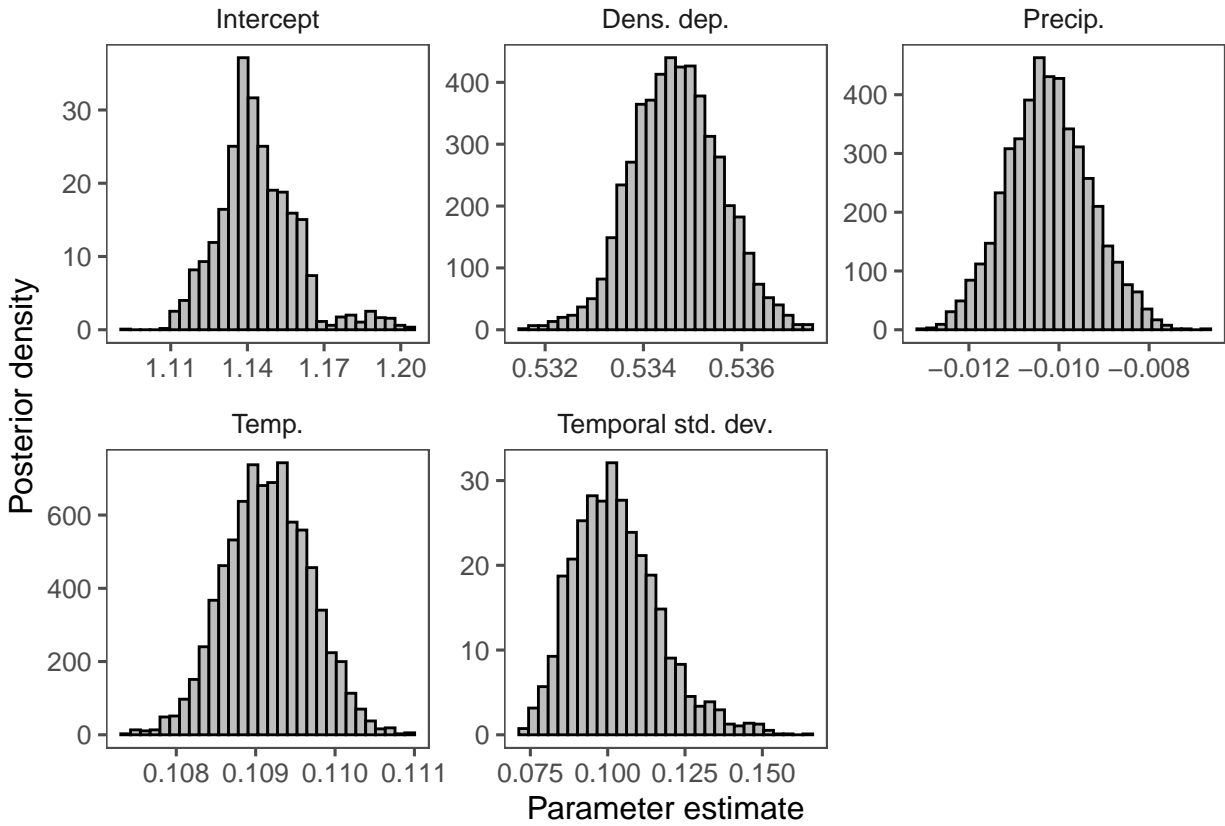 Intercept
Dens. dep.
Precip.
30
20
10
0
1.11 1.14 1.17 1.20
400
300
200
100
0
0.532 0.534 0.536
400
300
200
100
0
−0.012 −0.010 −0.008
Posterior density
Temp.
Temporal std. dev.
600
400
200
0
0.108 0.109 0.110 0.111
30
20
10
0
0.075 0.100 0.125 0.150
Parameter estimate